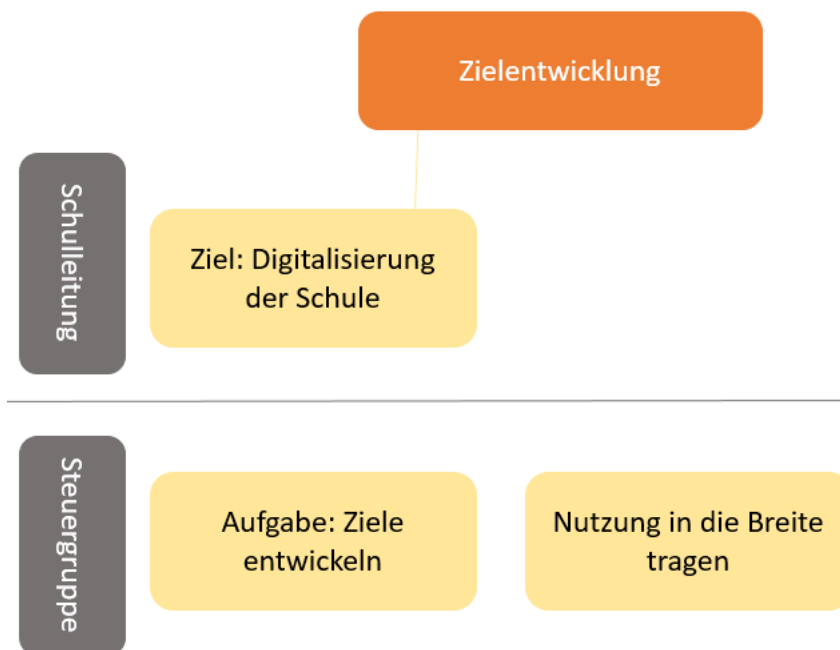 Zielentwicklung
Schulleitung
Ziel: Digitalisierung
der Schule
Steuergruppe
Aufgabe: Ziele
entwickeln
Nutzung in die Breite
tragen